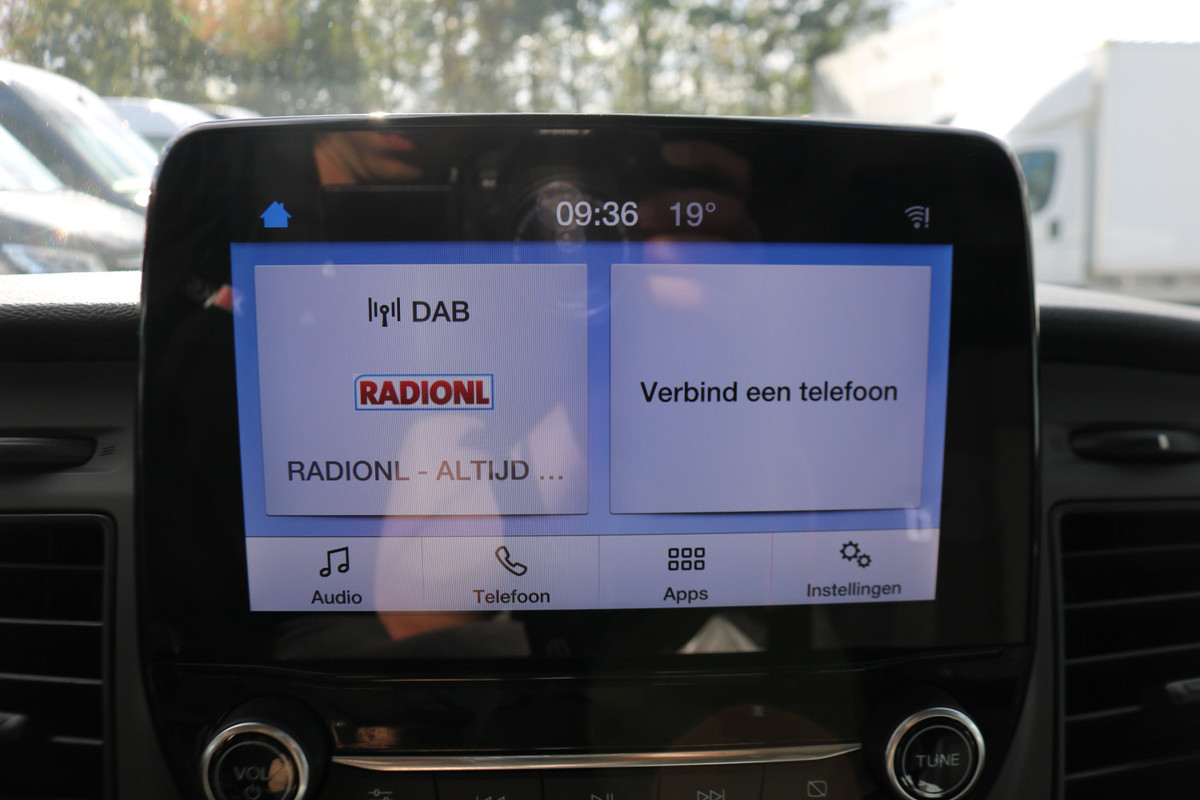 09:36 19°
DAB
RADIONL
RADIONL - ALTIJD ...
Verbind een telefoon
Audio Telefoon Apps Instellingen
VOL
TUNE